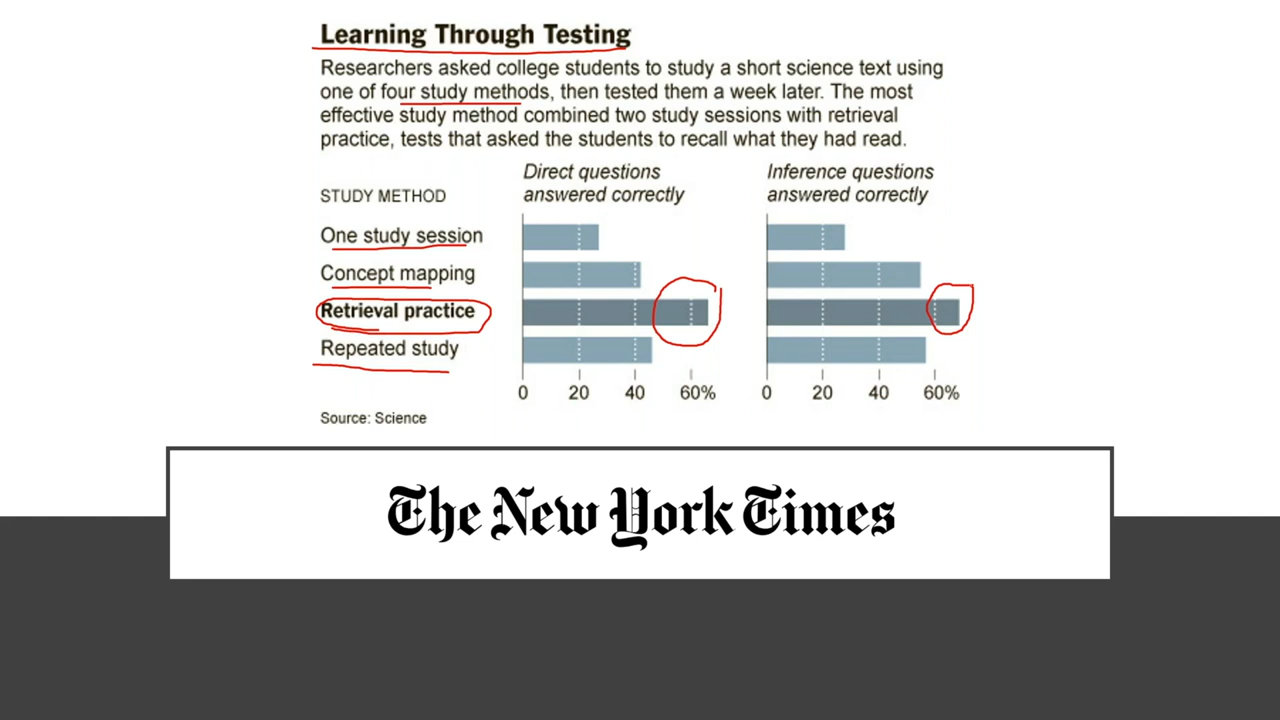 Learning Through Testing
Researchers asked college students to study a short science text using
one of four study methods, then tested them a week later. The most
effective study method combined two study sessions with retrieval
practice, tests that asked the students to recall what they had read.
Direct questions
answered correctly
Inference questions
answered correctly
STUDY METHOD
One study session
Concept mapping
Retrieval practice
Repeated study
0 20 40 60%
0 20 40 60%
Source: Science
The New York Times